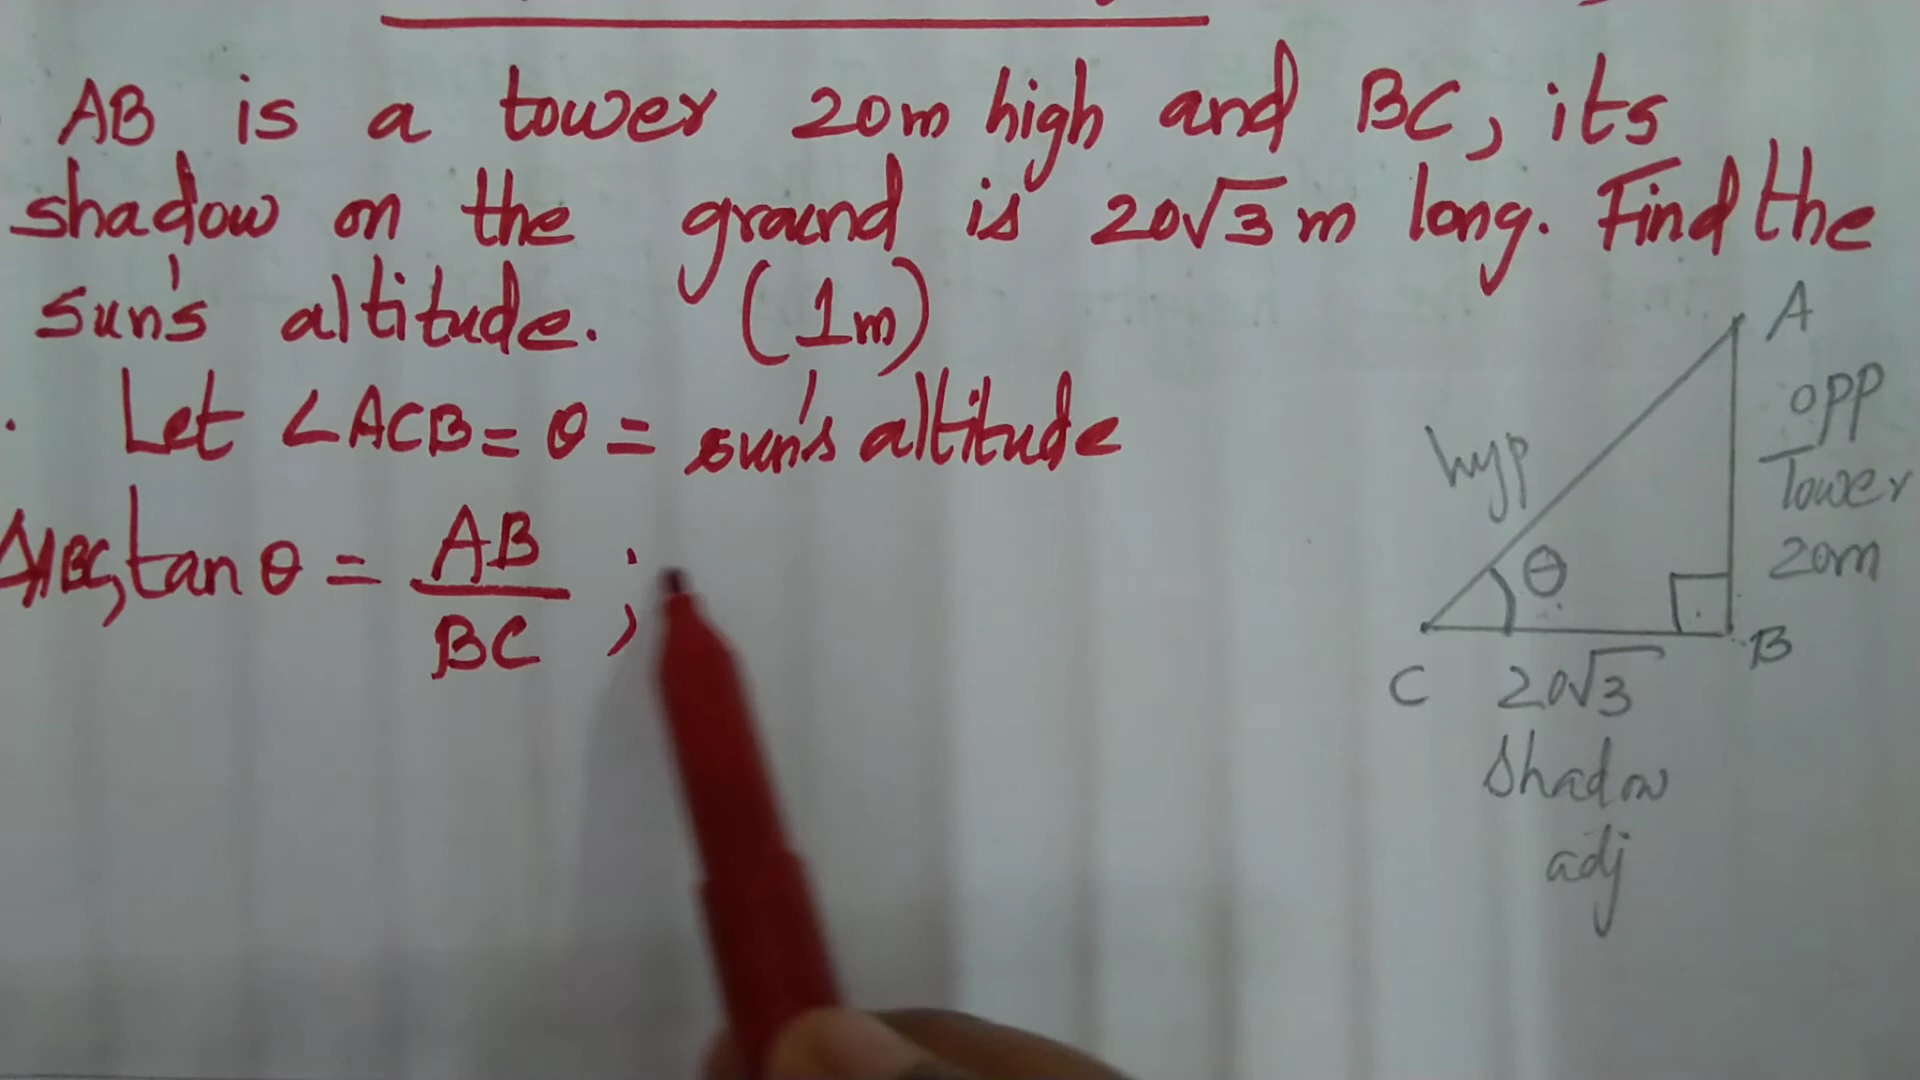 AB is a tower 20m high and BC, its
shadow on the ground is 20√3 m long. Find the
sun's altitude. (1m)
Let ∠ACB = θ = sun's altitude
ΔABC, tan θ = AB/BC ;
A
opp
Tower
20m
hyp
θ
B
C 20√3
Shadow
adj